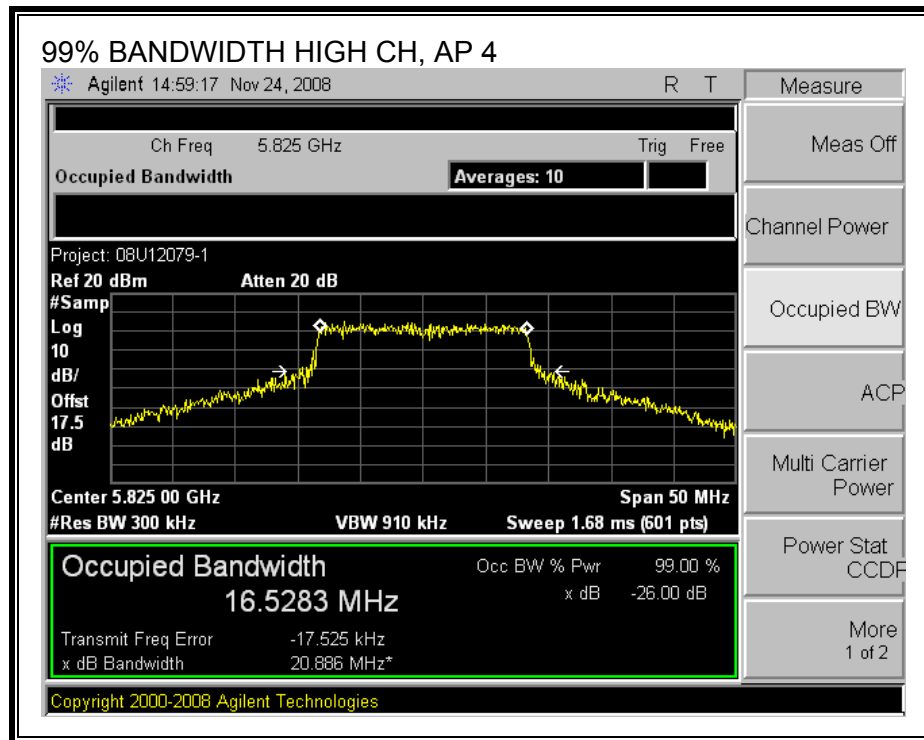 99% BANDWIDTH HIGH CH, AP 4
Agilent 14:59:17 Nov 24, 2008 R T
Measure
Ch Freq 5.825 GHz Trig Free
Occupied Bandwidth Averages: 10
Project: 08U12079-1
Ref 20 dBm Atten 20 dB
#Samp
Log
10
dB/
Offst
17.5
dB
Center 5.825 00 GHz Span 50 MHz
#Res BW 300 kHz VBW 910 kHz Sweep 1.68 ms (601 pts)
Occupied Bandwidth
16.5283 MHz
Occ BW % Pwr 99.00 %
x dB -26.00 dB
Transmit Freq Error -17.525 kHz
x dB Bandwidth 20.886 MHz*
Copyright 2000-2008 Agilent Technologies
Meas Off
Channel Power
Occupied BW
ACP
Multi Carrier
Power
Power Stat
CCDF
More
1 of 2